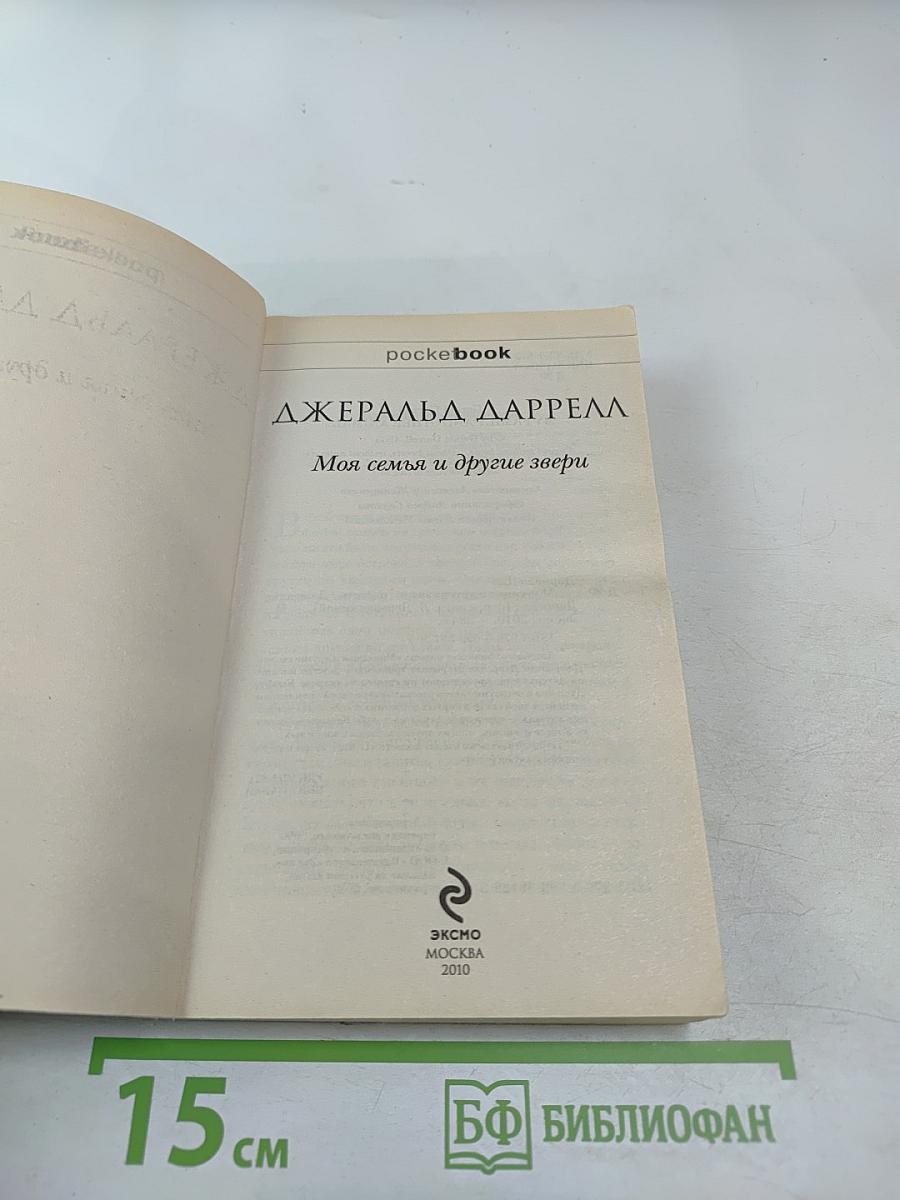 pocketbook
ДЖЕРАЛЬД ДАРРЕЛЛ
Моя семья и другие звери
ЭКСМО
МОСКВА
2010
15 см
БФ БИБЛИОФАН